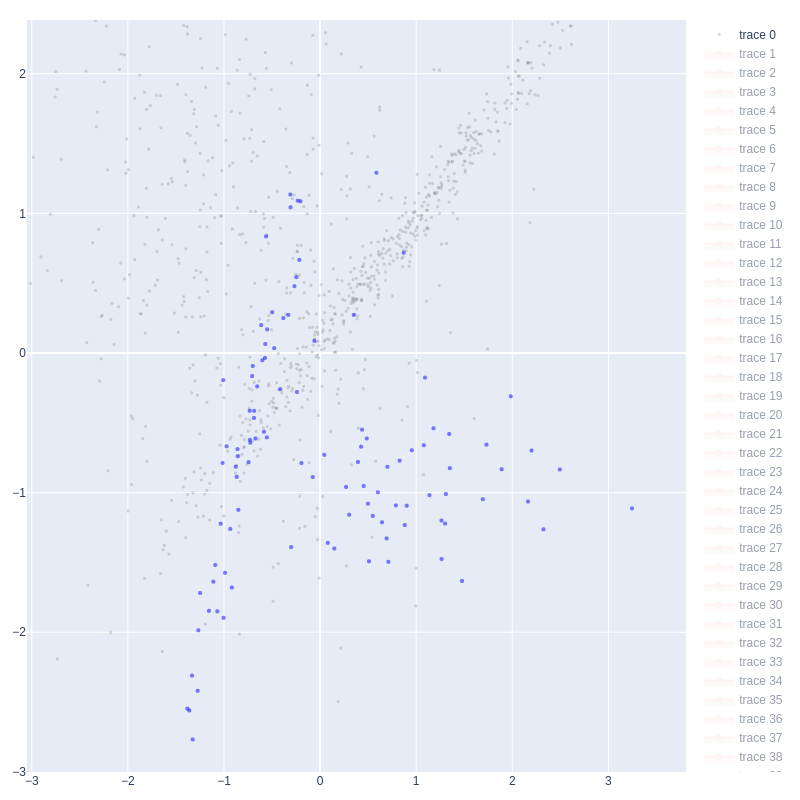 2
1
0
−1
−2
−3
−3
−2
−1
0
1
2
3
trace 0
trace 1
trace 2
trace 3
trace 4
trace 5
trace 6
trace 7
trace 8
trace 9
trace 10
trace 11
trace 12
trace 13
trace 14
trace 15
trace 16
trace 17
trace 18
trace 19
trace 20
trace 21
trace 22
trace 23
trace 24
trace 25
trace 26
trace 27
trace 28
trace 29
trace 30
trace 31
trace 32
trace 33
trace 34
trace 35
trace 36
trace 37
trace 38